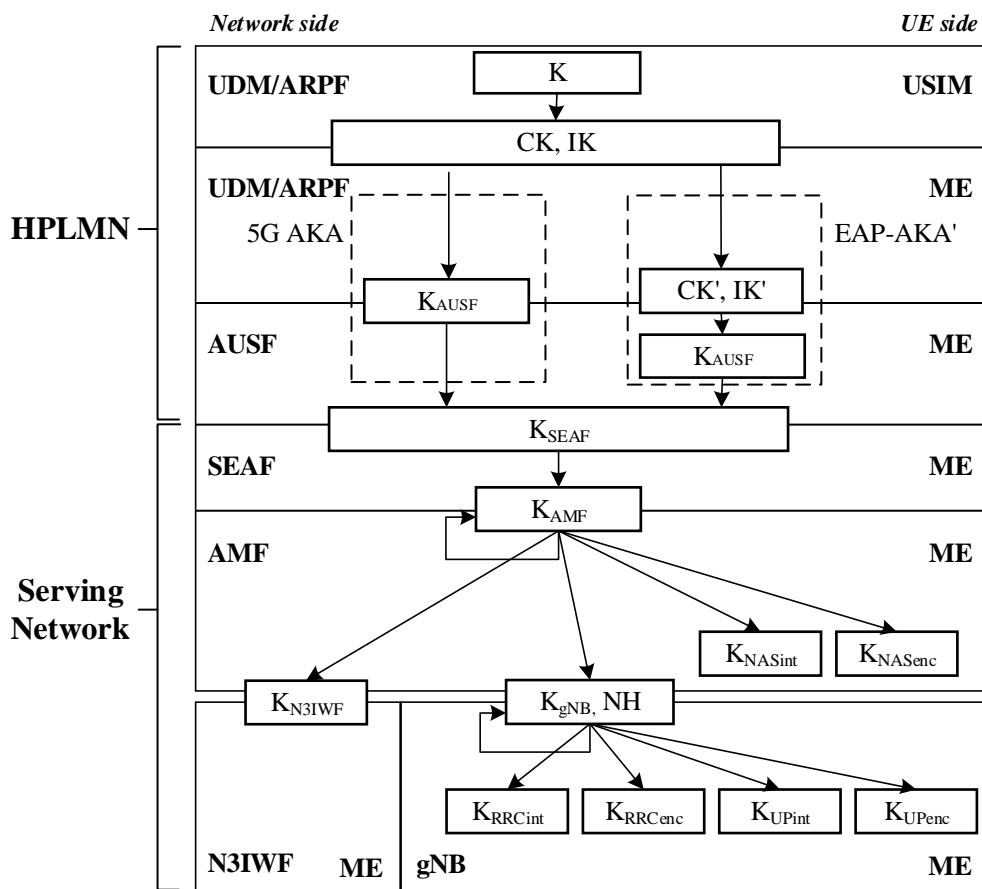 Network side UE side
UDM/ARPF K USIM
CK, IK
UDM/ARPF ME
HPLMN 5G AKA EAP-AKA'
KAUSF CK', IK'
AUSF KAUSF ME
KSEAF
SEAF ME
KAMF
AMF ME
Serving
Network
KNASint KNASenc
KN3IWF KgNB, NH
KRRCint KRRCenc KUPint KUPenc
N3IWF ME gNB ME